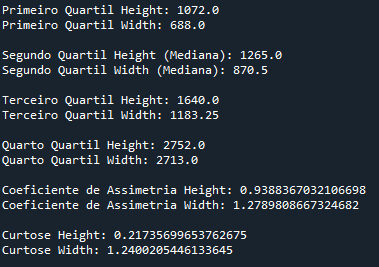 Primeiro Quartil Height: 1072.0
Primeiro Quartil Width: 688.0
Segundo Quartil Height (Mediana): 1265.0
Segundo Quartil Width (Mediana): 870.5
Terceiro Quartil Height: 1640.0
Terceiro Quartil Width: 1183.25
Quarto Quartil Height: 2752.0
Quarto Quartil Width: 2713.0
Coeficiente de Assimetria Height: 0.9388367032106698
Coeficiente de Assimetria Width: 1.2789808667324682
Curtose Height: 0.21735699653762675
Curtose Width: 1.2400205446133645